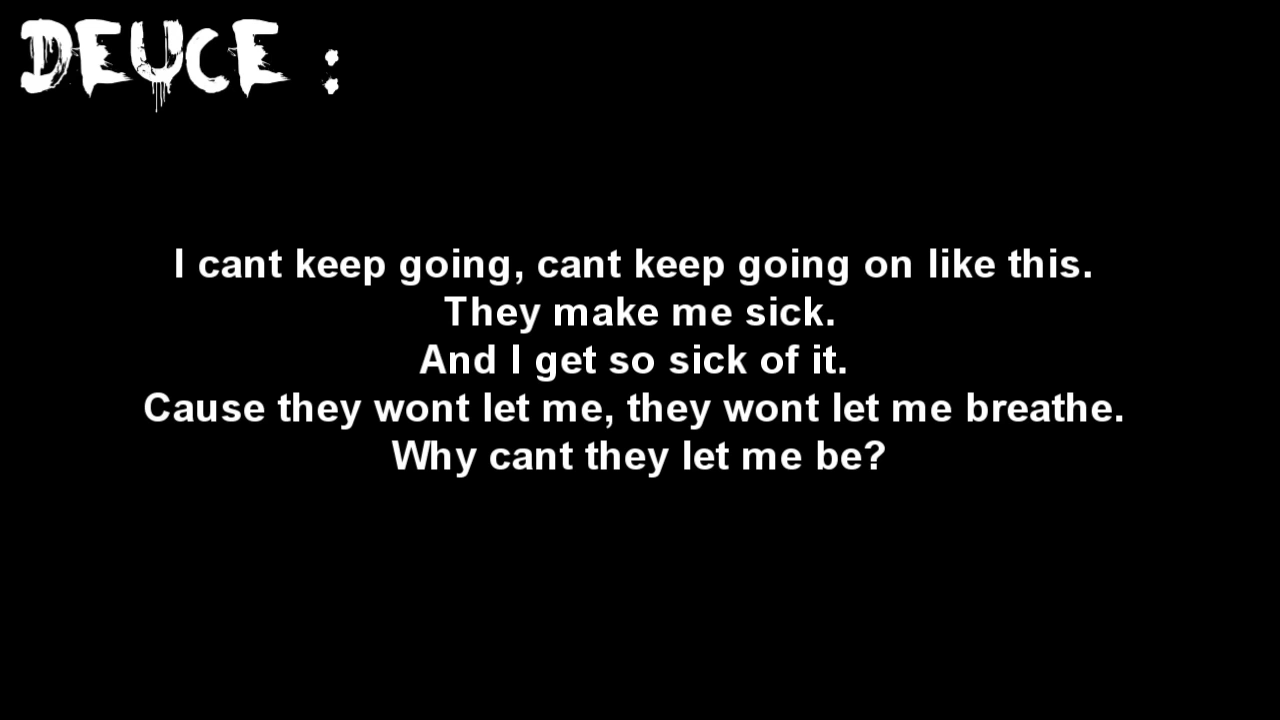 DEUCE :
I cant keep going, cant keep going on like this.
They make me sick.
And I get so sick of it.
Cause they wont let me, they wont let me breathe.
Why cant they let me be?